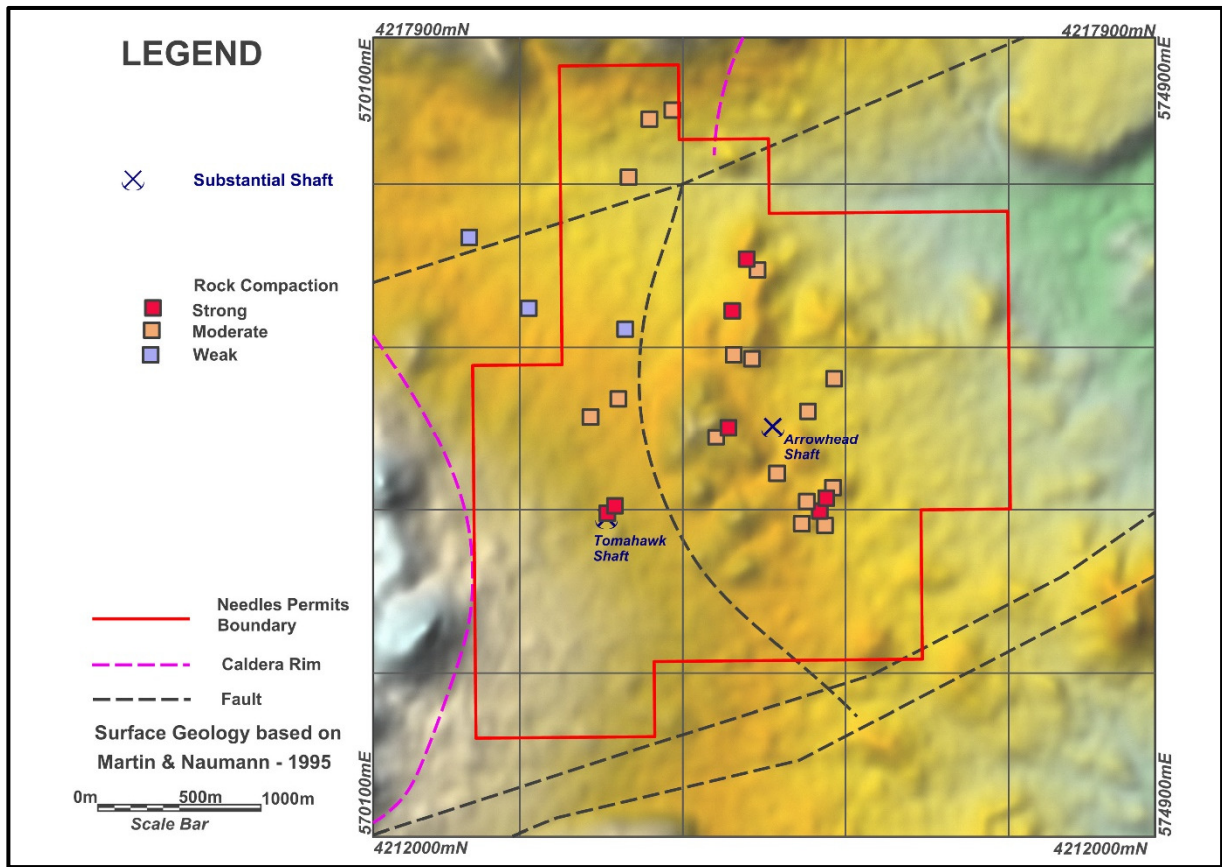 LEGEND
Substantial Shaft
Rock Compaction
Strong
Moderate
Weak
Needles Permits
Boundary
Caldera Rim
Fault
Surface Geology based on
Martin & Naumann - 1995
0m 500m 1000m
Scale Bar
4217900mN
4217900mN
570100mE
574900mE
Arrowhead
Shaft
Tomahawk
Shaft
570100mE
574900mE
4212000mN
4212000mN